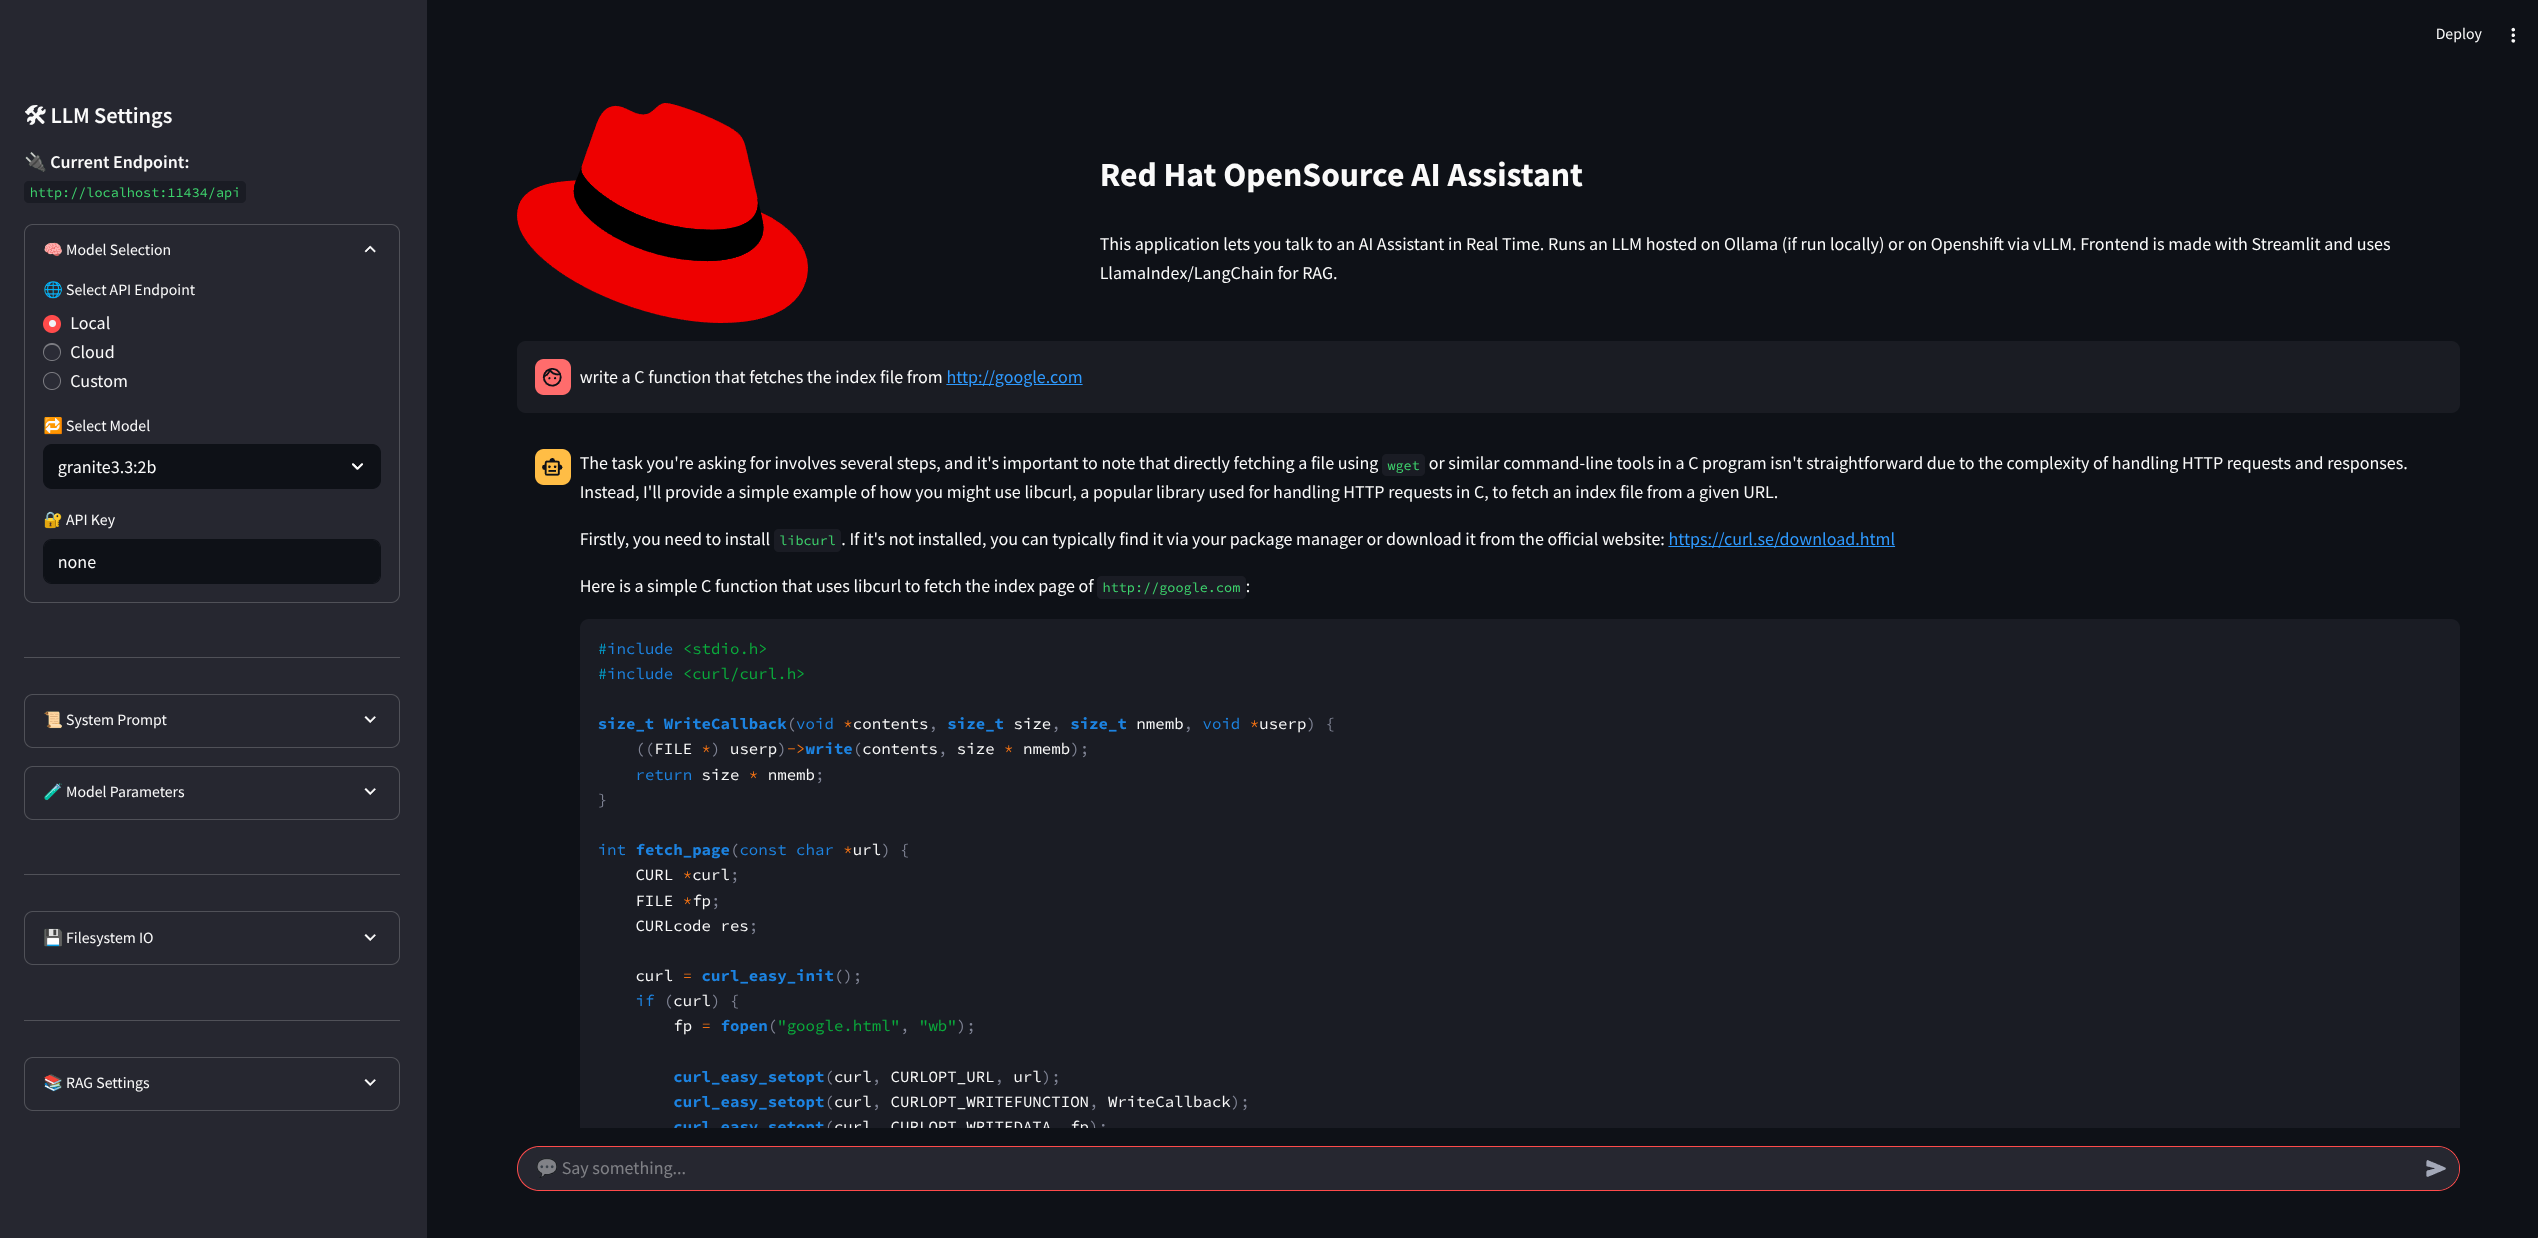 Deploy
🛠 LLM Settings
🔌 Current Endpoint:
http://localhost:11434/api
🧠 Model Selection
🌐 Select API Endpoint
Local
Cloud
Custom
🔁 Select Model
granite3.3:2b
🔐 API Key
none
📜 System Prompt
🧪 Model Parameters
💾 Filesystem IO
📚 RAG Settings
Red Hat OpenSource AI Assistant
This application lets you talk to an AI Assistant in Real Time. Runs an LLM hosted on Ollama (if run locally) or on Openshift via vLLM. Frontend is made with Streamlit and uses
LlamaIndex/LangChain for RAG.
write a C function that fetches the index file from http://google.com
The task you're asking for involves several steps, and it's important to note that directly fetching a file using wget or similar command-line tools in a C program isn't straightforward due to the complexity of handling HTTP requests and responses.
Instead, I'll provide a simple example of how you might use libcurl, a popular library used for handling HTTP requests in C, to fetch an index file from a given URL.
Firstly, you need to install libcurl. If it's not installed, you can typically find it via your package manager or download it from the official website: https://curl.se/download.html
Here is a simple C function that uses libcurl to fetch the index page of http://google.com:
#include <stdio.h>
#include <curl/curl.h>
size_t WriteCallback(void *contents, size_t size, size_t nmemb, void *userp) {
    ((FILE *) userp)->write(contents, size * nmemb);
    return size * nmemb;
}
int fetch_page(const char *url) {
    CURL *curl;
    FILE *fp;
    CURLcode res;
    curl = curl_easy_init();
    if (curl) {
        fp = fopen("google.html", "wb");
        curl_easy_setopt(curl, CURLOPT_URL, url);
        curl_easy_setopt(curl, CURLOPT_WRITEFUNCTION, WriteCallback);
        curl_easy_setopt(curl, CURLOPT_WRITEDATA, fp);
💬 Say something...